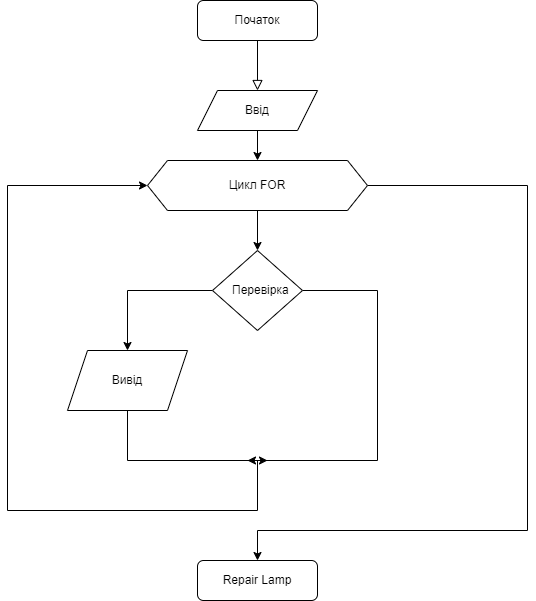 Початок
Ввід
Цикл FOR
Перевірка
Вивід
Repair Lamp